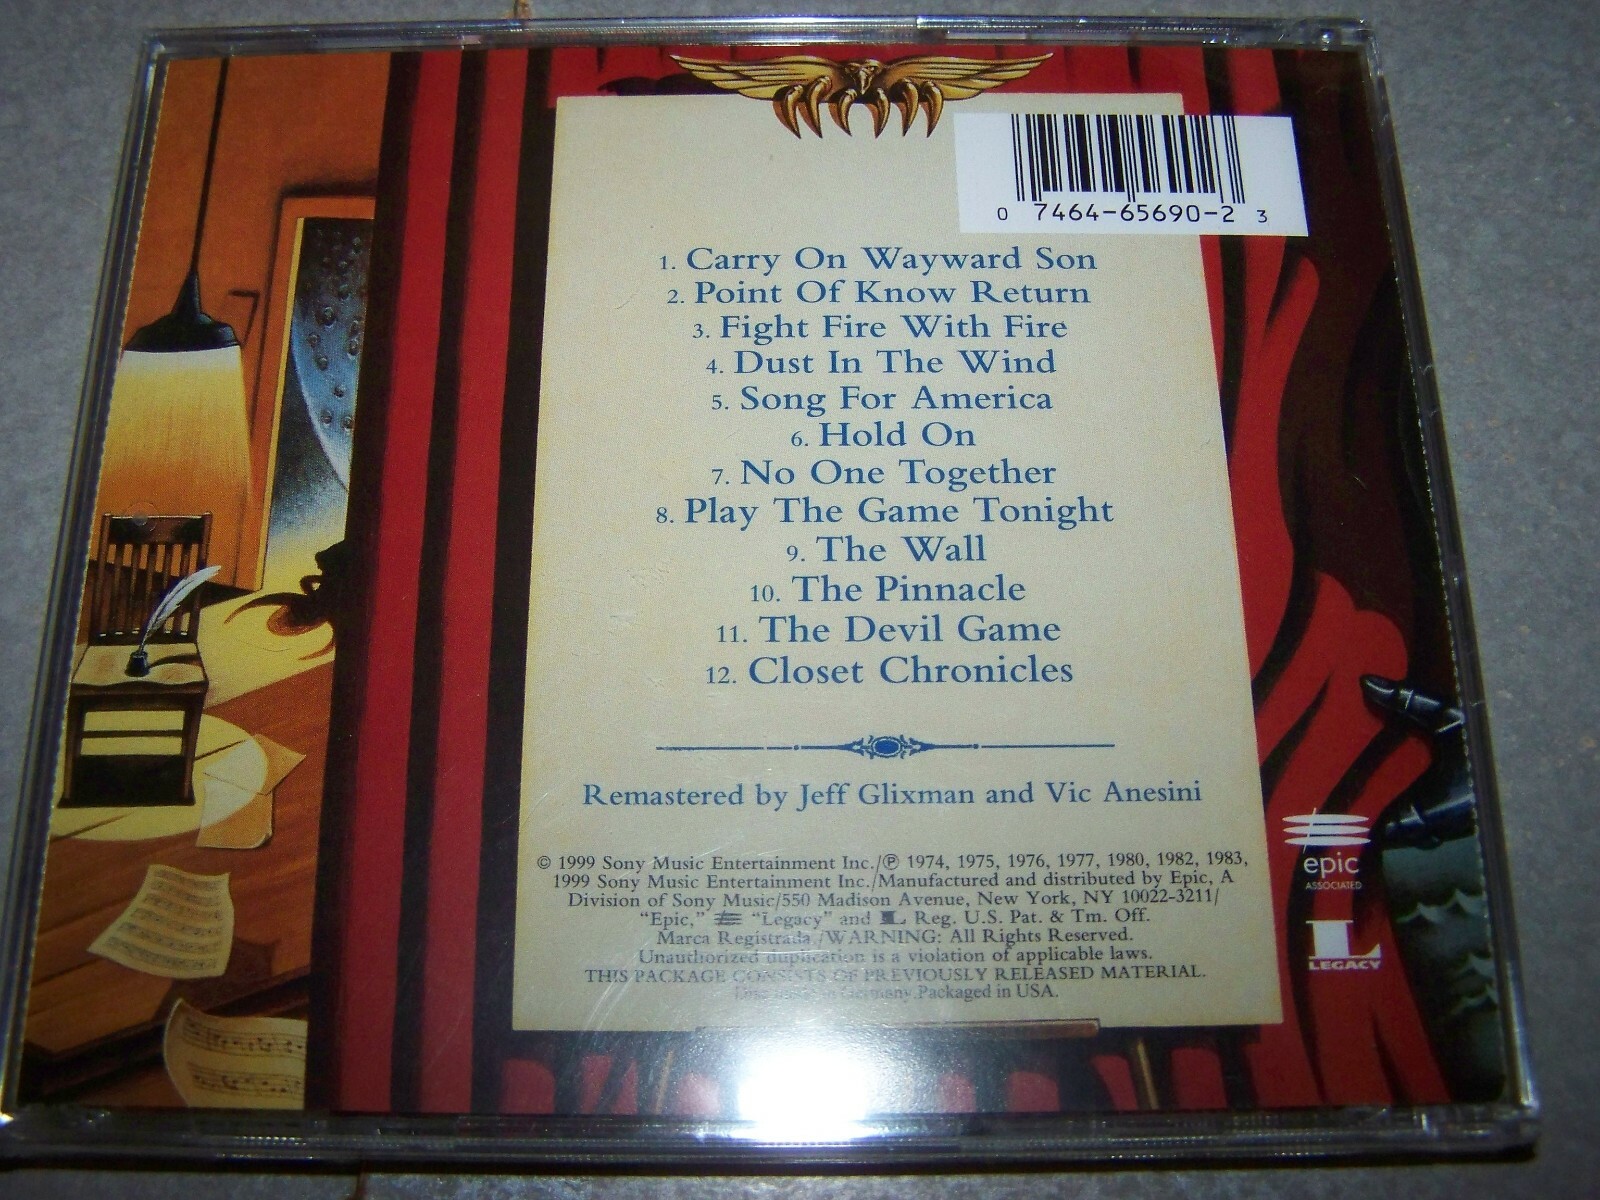 0 74644-65690-2 3
1. Carry On Wayward Son
2. Point Of Know Return
3. Fight Fire With Fire
4. Dust In The Wind
5. Song For America
6. Hold On
7. No One Together
8. Play The Game Tonight
9. The Wall
10. The Pinnacle
11. The Devil Game
12. Closet Chronicles
Remastered by Jeff Glixman and Vic Anesini
© 1999 Sony Music Entertainment Inc./℗ 1974, 1975, 1976, 1977, 1980, 1982, 1983,
1999 Sony Music Entertainment Inc./Manufactured and distributed by Epic, A
Division of Sony Music/550 Madison Avenue, New York, NY 10022-3211/
“Epic,” “Legacy” and L Reg. U.S. Pat. & Tm. Off.
Marca Registrada /WARNING: All Rights Reserved.
Unauthorized duplication is a violation of applicable laws.
THIS PACKAGE CONSISTS OF PREVIOUSLY RELEASED MATERIAL.
Disc made in Germany.Packaged in USA.
epic
ASSOCIATED
L
LEGACY